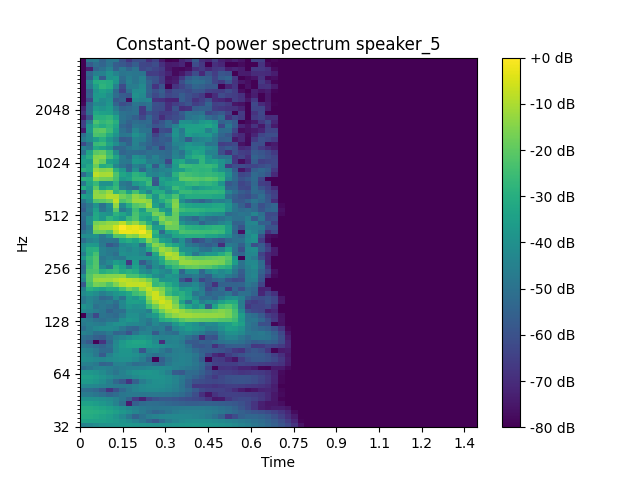 Constant-Q power spectrum speaker_5
+0 dB
-10 dB
-20 dB
-30 dB
-40 dB
-50 dB
-60 dB
-70 dB
-80 dB
Hz
2048
1024
512
256
128
64
32
0 0.15 0.3 0.45 0.6 0.75 0.9 1.1 1.2 1.4
Time